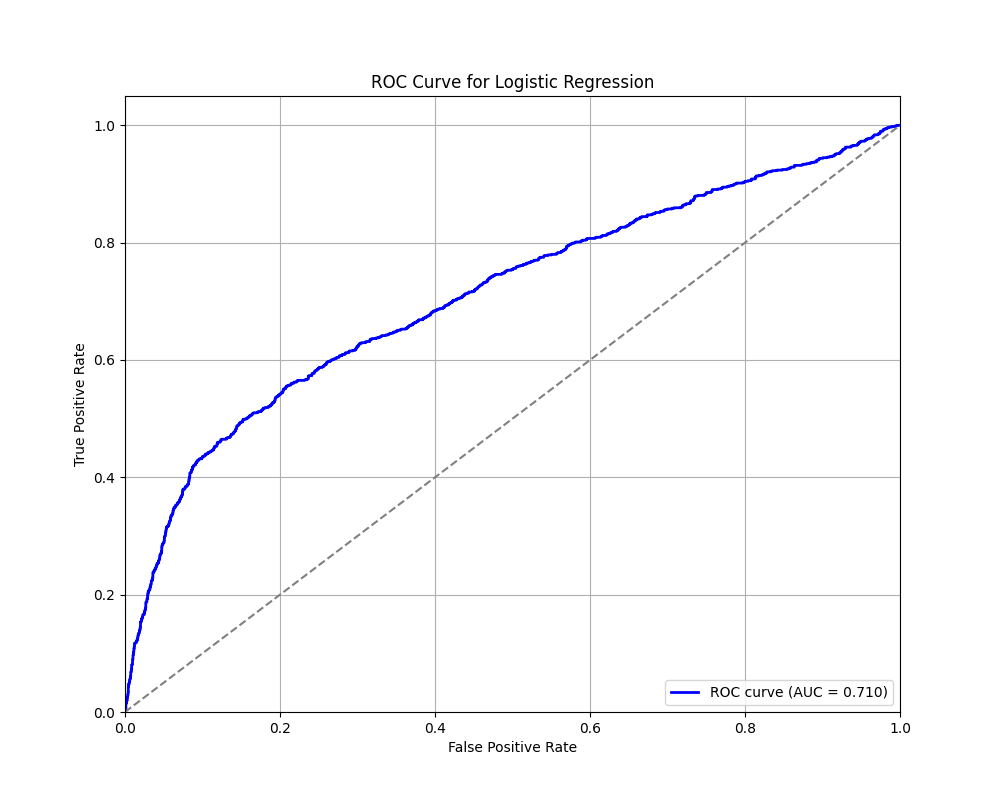 ROC Curve for Logistic Regression
1.0
0.8
0.6
0.4
0.2
0.0
True Positive Rate
ROC curve (AUC = 0.710)
0.0 0.2 0.4 0.6 0.8 1.0
False Positive Rate